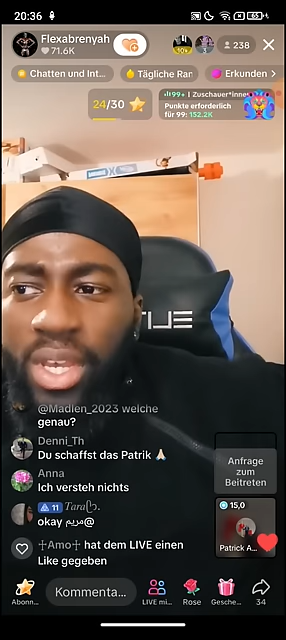 20:36
65
Flexabrenyah
71.6K
238
Chatten und Int...
Tägliche Ran
Erkunden >
24/30
99+ | Zuschauer*innen
Punkte erforderlich
für 99: 152.2K
@Madlen_2023 welche
genau?
Denni_Th
Du schaffst das Patrik 🙏🏻
Anna
Ich versteh nichts
11 Tara
okay مريم@
Anfrage
zum
Beitreten
15,0
Patrick A...
☩Amo☩ hat dem LIVE einen
Like gegeben
Abonn...
Kommenta...
LIVE mi...
Rose
Gesche...
34